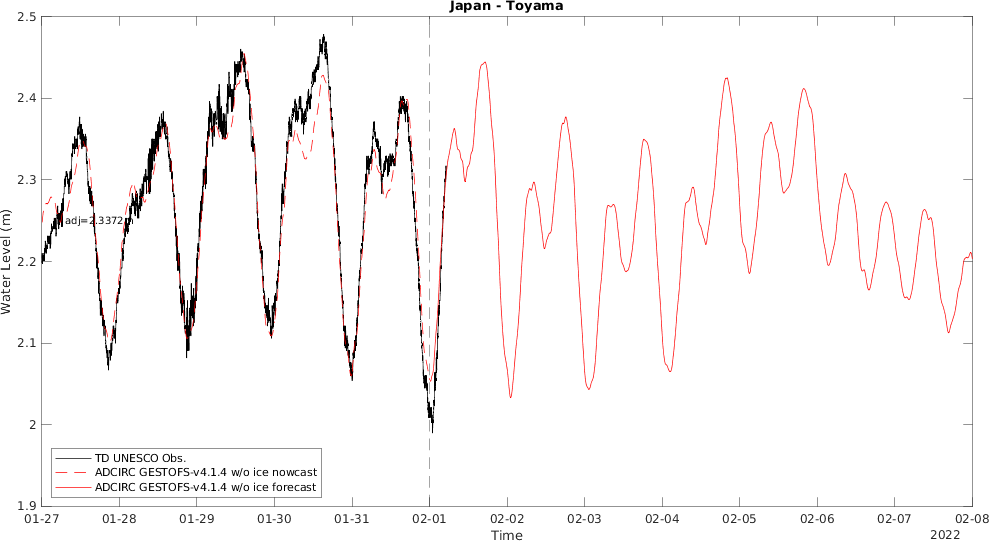 Japan - Toyama
2.5
2.4
2.3
2.2
2.1
2
1.9
Water Level (m)
adj=2.3372
TD UNESCO Obs.
ADCIRC GESTOFS-v4.1.4 w/o ice nowcast
ADCIRC GESTOFS-v4.1.4 w/o ice forecast
01-27 01-28 01-29 01-30 01-31 02-01 02-02 02-03 02-04 02-05 02-06 02-07 02-08
Time
2022